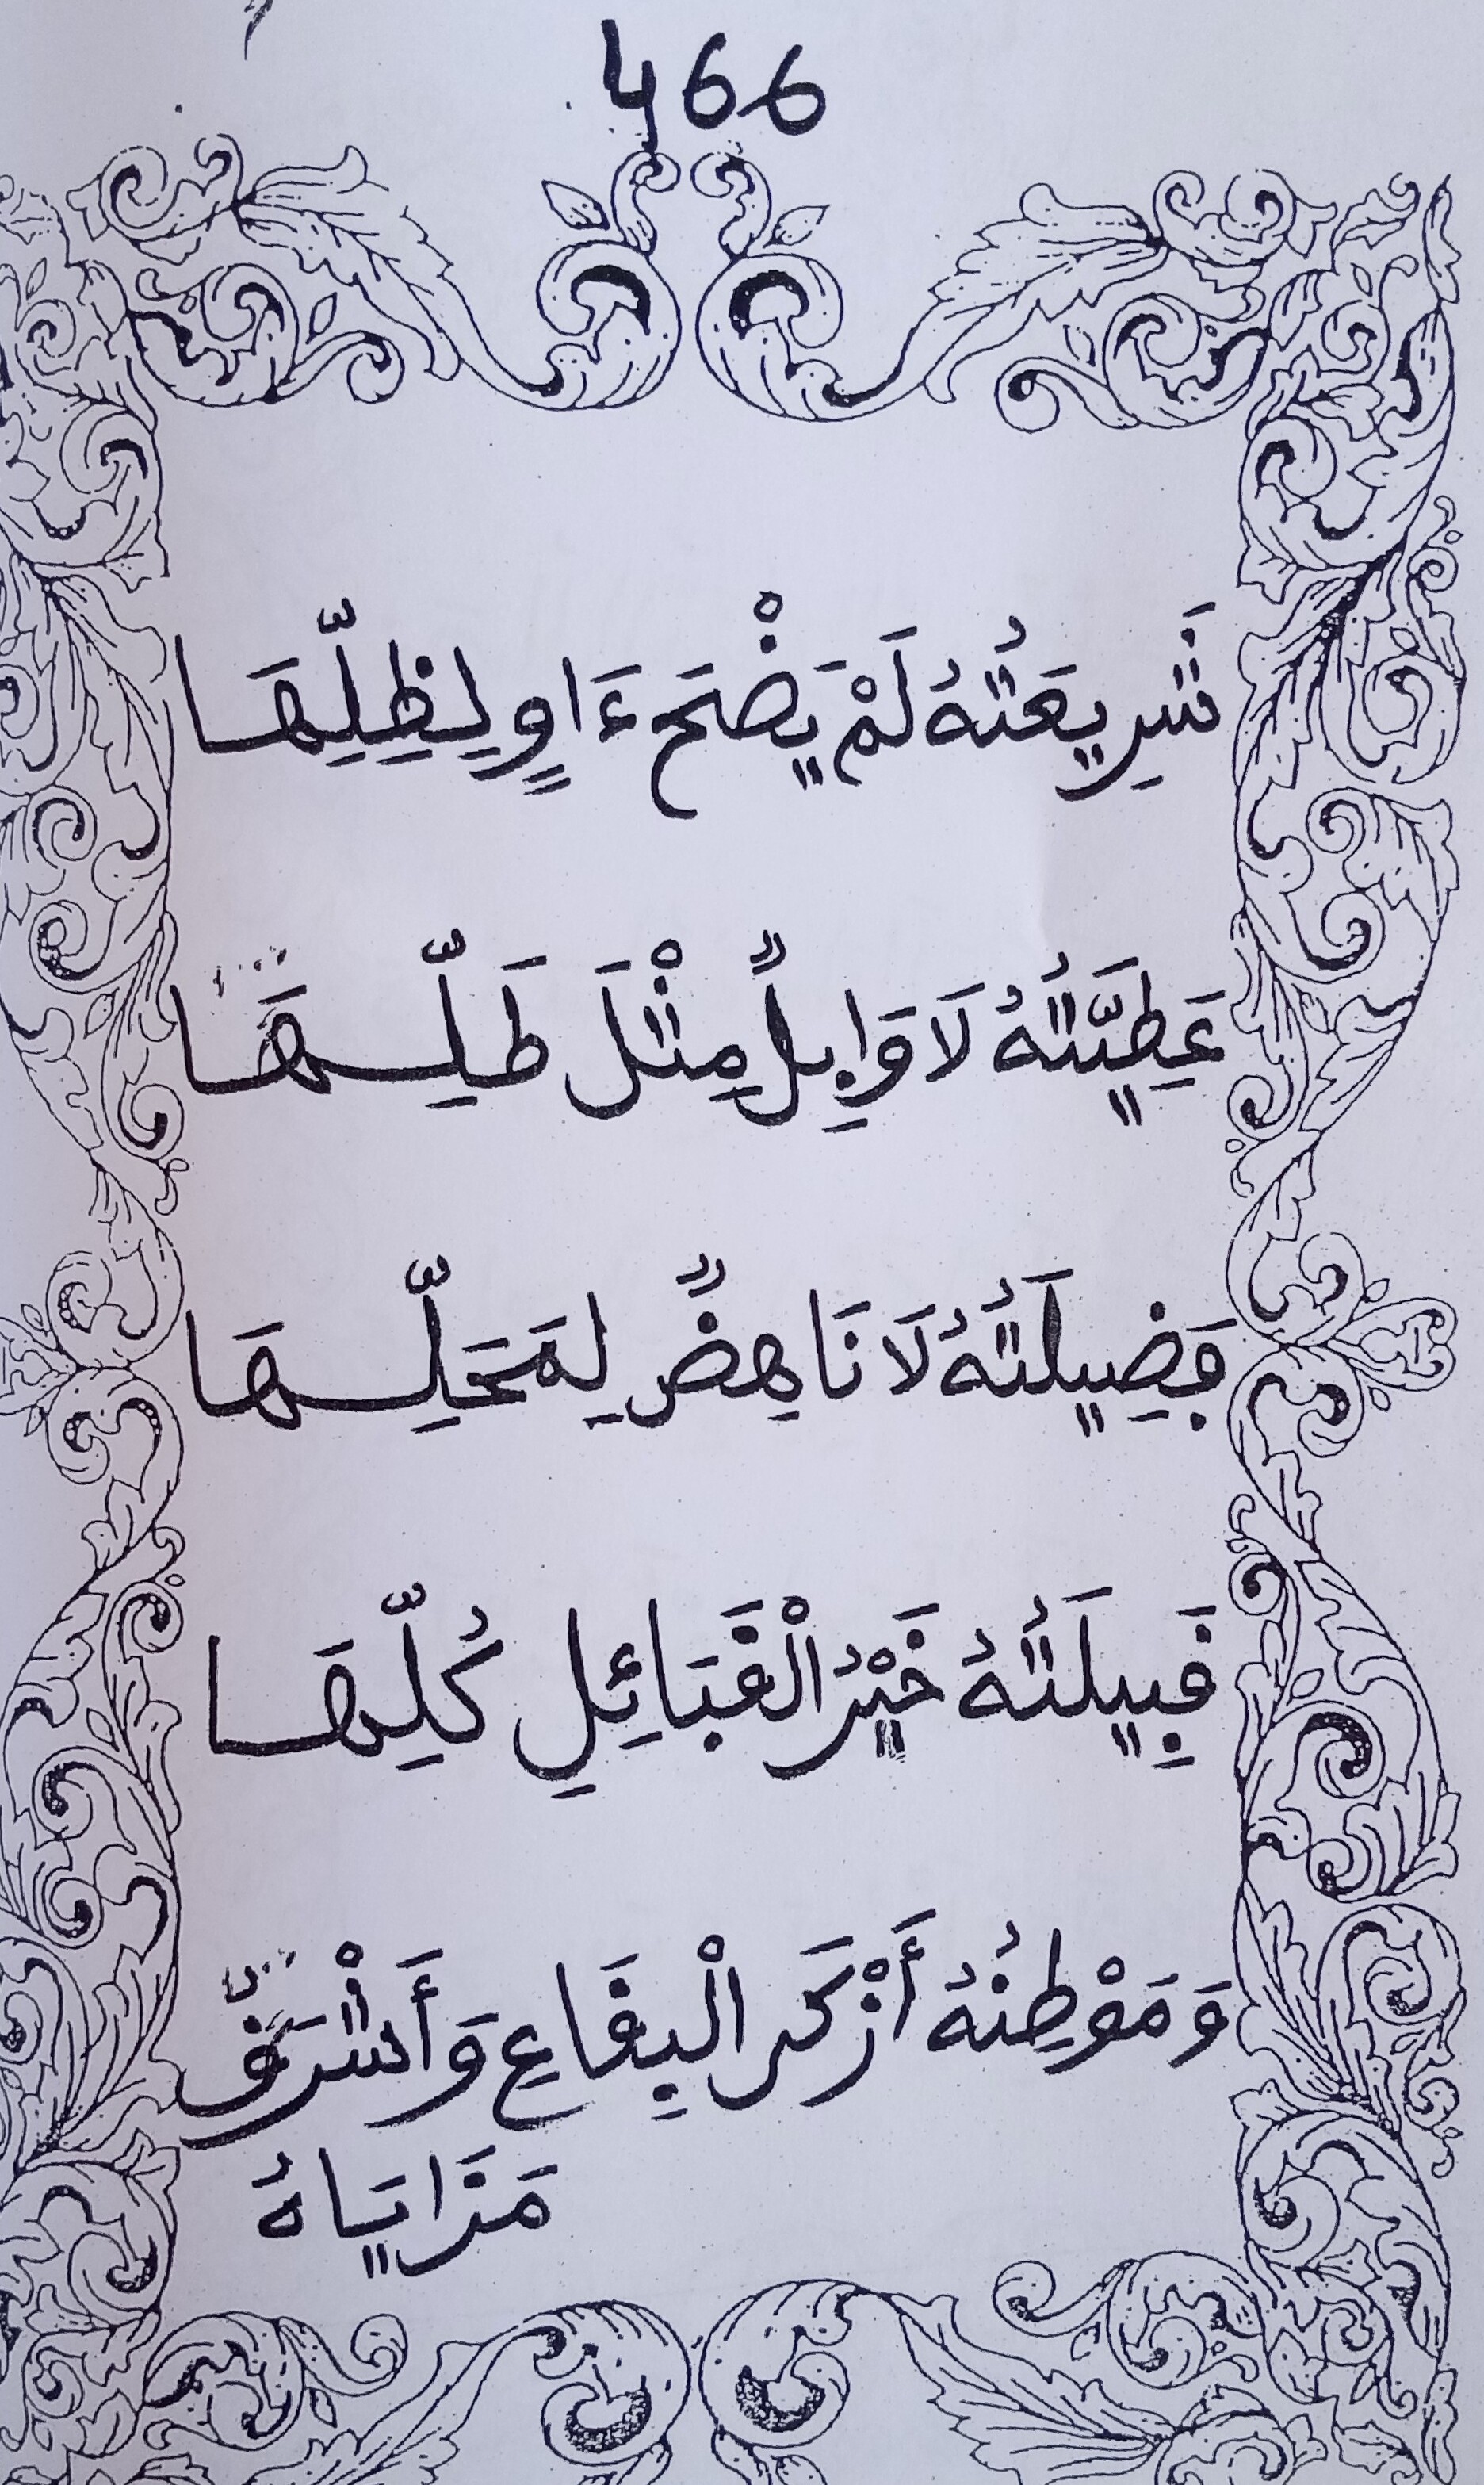 466
شَرِيعَتُهُ لَمْ يَضْحَ ءَاوٍ لِظِلِّهَا
عَطِيَّتُهُ لَا وَابِلٌ مِثْلَ طَلِّهَا
فَضِيلَتُهُ لَا نَاهِضٌ لِمَحَلِّهَا
قَبِيلَتُهُ خَيْرُ الْقَبَائِلِ كُلِّهَا
وَمَوْطِنُهُ أَزْكَى الْبِقَاعِ وَأَشْرَفُ
مَزَايَاهُ